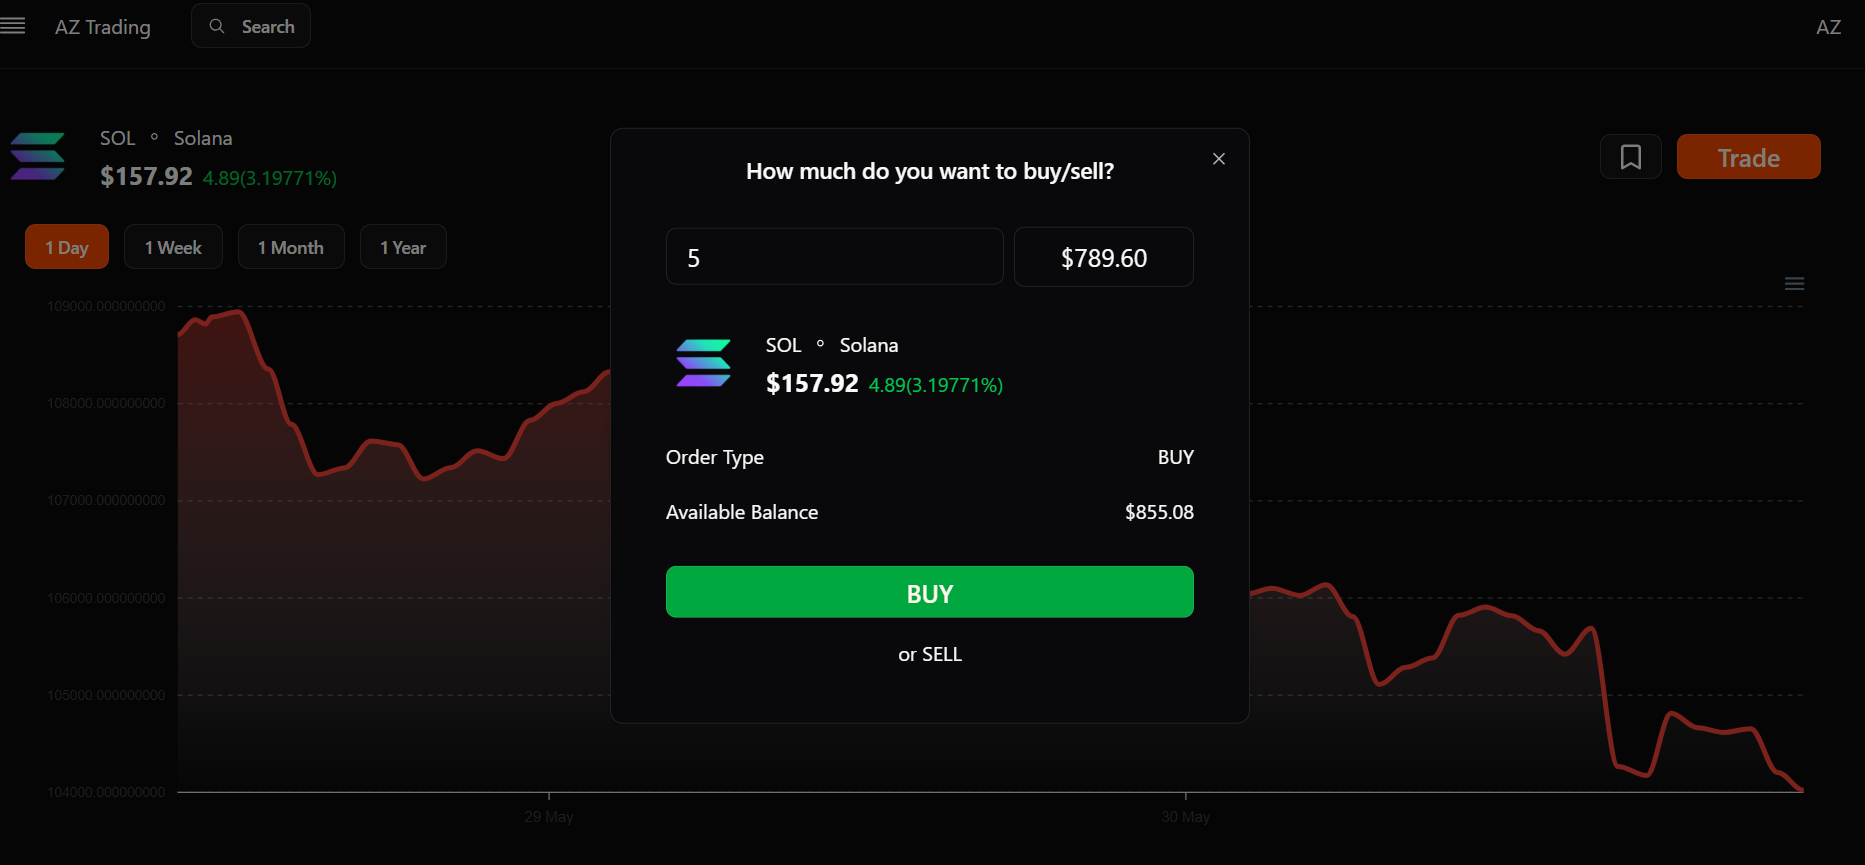 AZ Trading
Search
AZ
SOL ∘ Solana
$157.92 4.89(3.19771%)
Trade
1 Day
1 Week
1 Month
1 Year
How much do you want to buy/sell?
5
$789.60
SOL ∘ Solana
$157.92 4.89(3.19771%)
Order Type
BUY
Available Balance
$855.08
BUY
or SELL
109000.000000000
108000.000000000
107000.000000000
106000.000000000
105000.000000000
104000.000000000
29 May
30 May